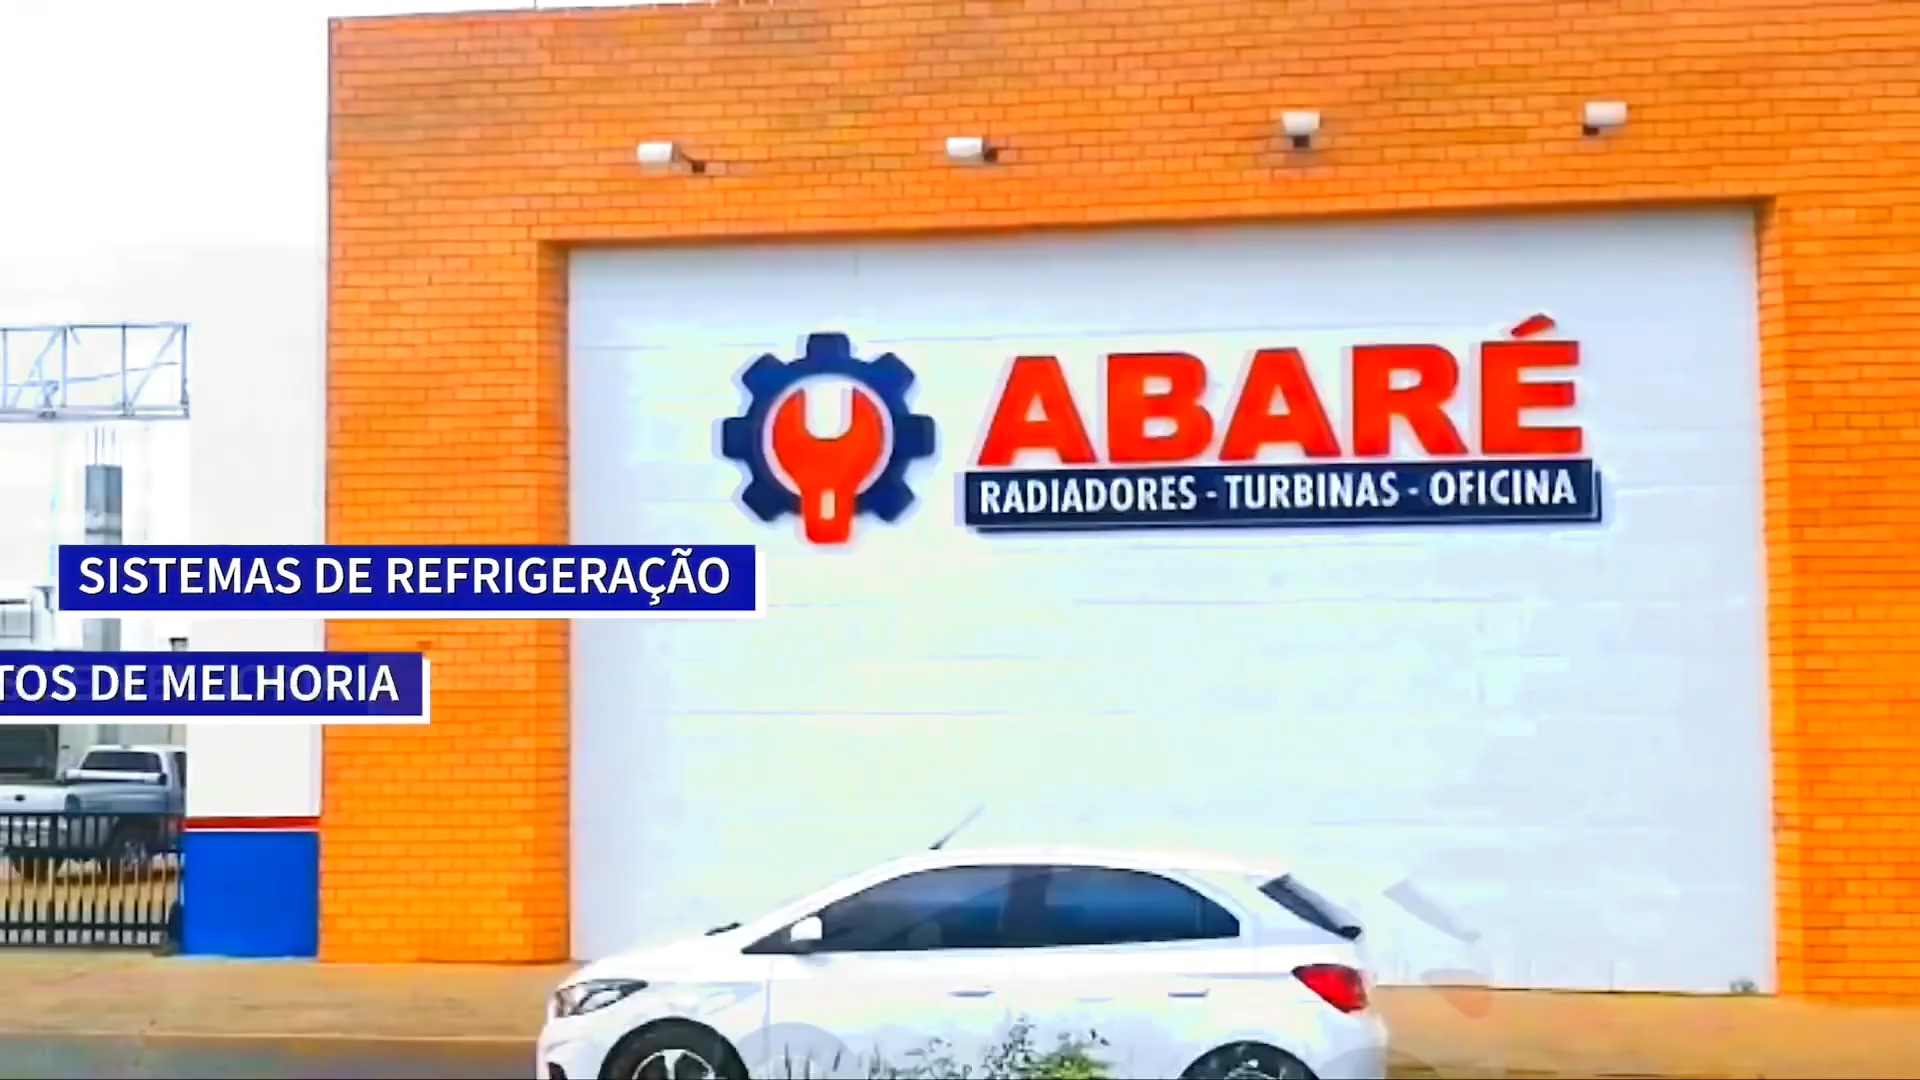 ABARÉ
RADIADORES - TURBINAS - OFICINA
SISTEMAS DE REFRIGERAÇÃO
TOS DE MELHORIA